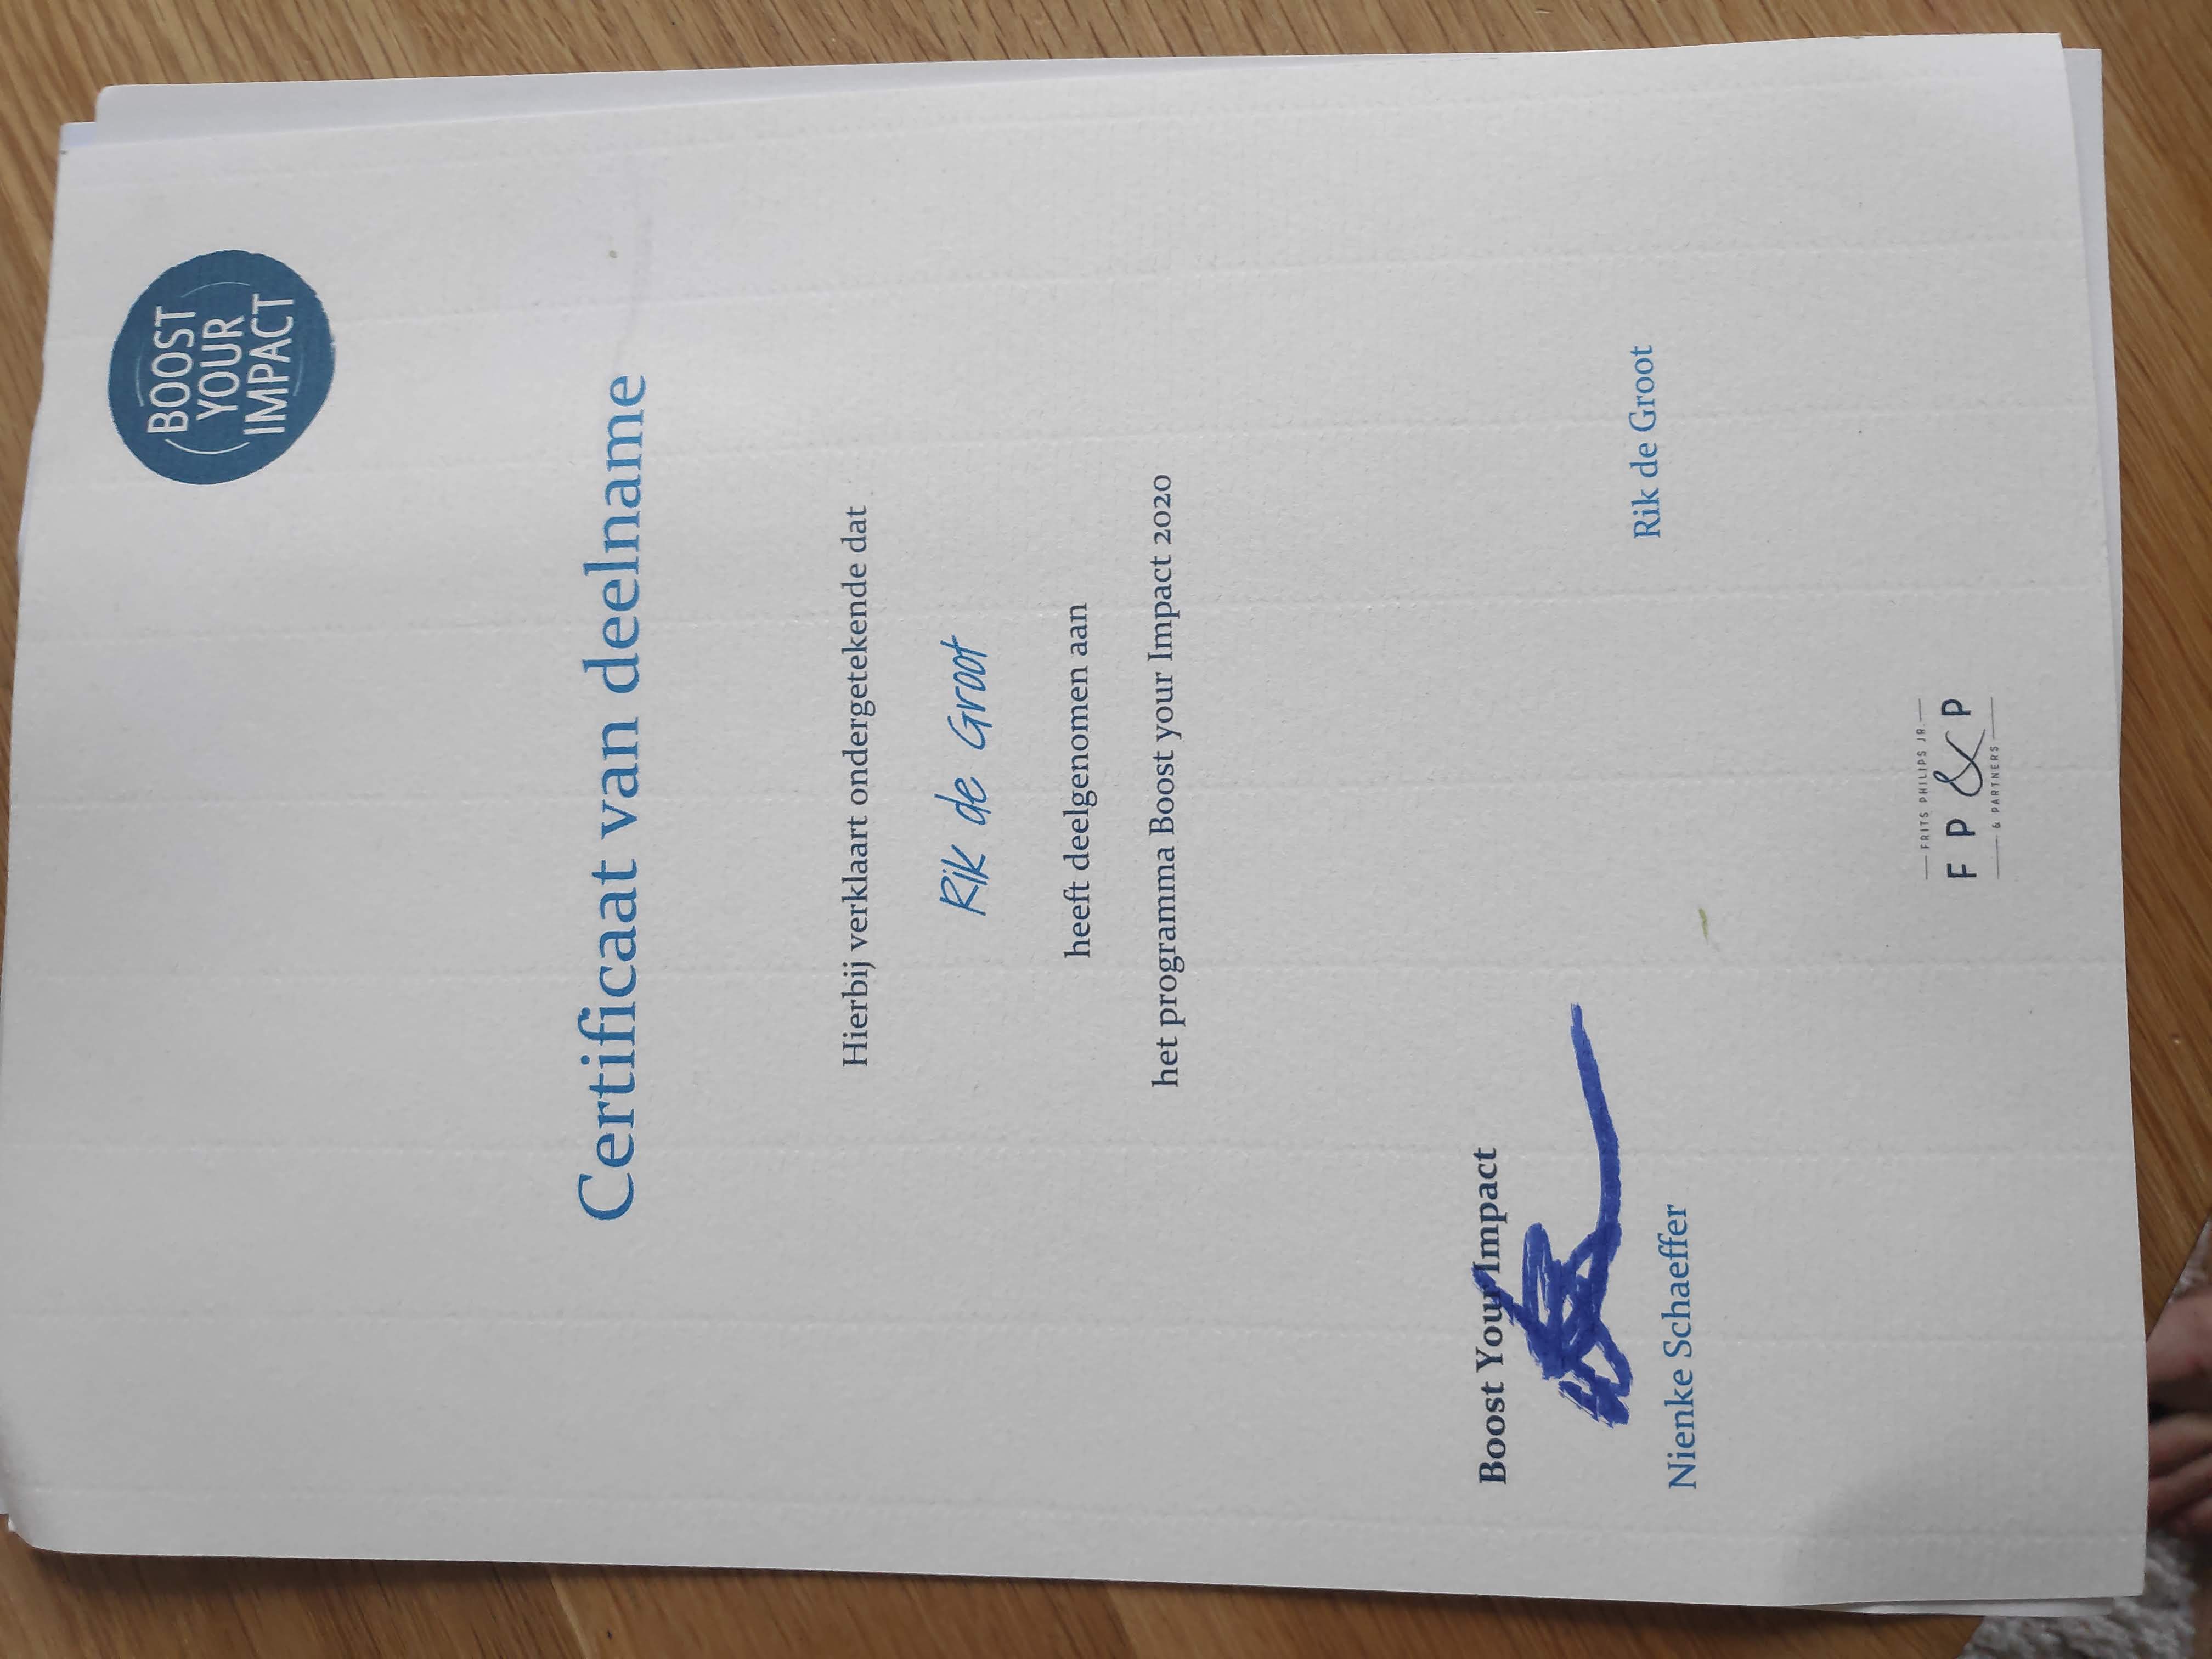 BOOST
YOUR
IMPACT
Certificaat van deelname
Hierbij verklaart ondergetekende dat
Rik de Groot
heeft deelgenomen aan
het programma Boost your Impact 2020
Boost Your Impact
Nienke Schaeffer
Rik de Groot
FRITS PHILIPS JR.
F P & P
& PARTNERS